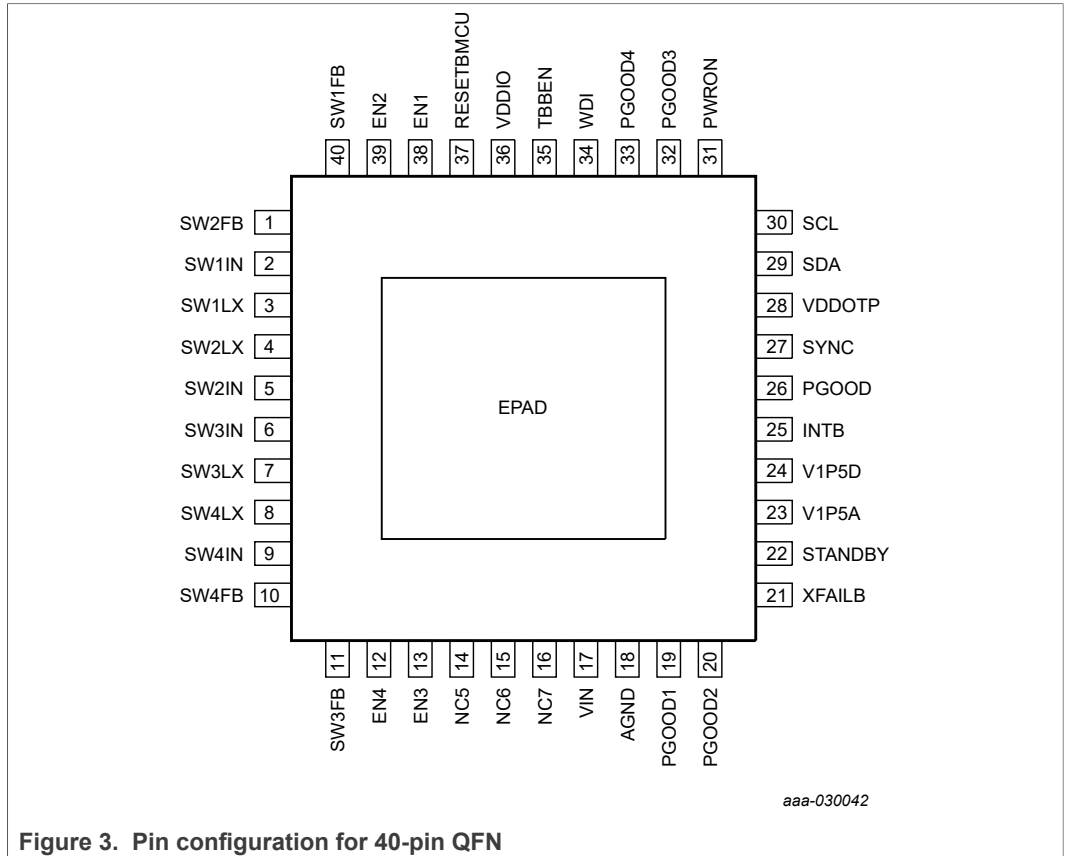 SW1FB
EN2
EN1
RESETBMCU
VDDIO
TBBEN
WDI
PGOOD4
PGOOD3
PWRON
40
39
38
37
36
35
34
33
32
31
SW2FB 1
SW1IN 2
SW1LX 3
SW2LX 4
SW2IN 5
SW3IN 6
SW3LX 7
SW4LX 8
SW4IN 9
SW4FB 10
EPAD
30 SCL
29 SDA
28 VDDOTP
27 SYNC
26 PGOOD
25 INTB
24 V1P5D
23 V1P5A
22 STANDBY
21 XFAILB
11
12
13
14
15
16
17
18
19
20
SW3FB
EN4
EN3
NC5
NC6
NC7
VIN
AGND
PGOOD1
PGOOD2
aaa-030042
Figure 3. Pin configuration for 40-pin QFN